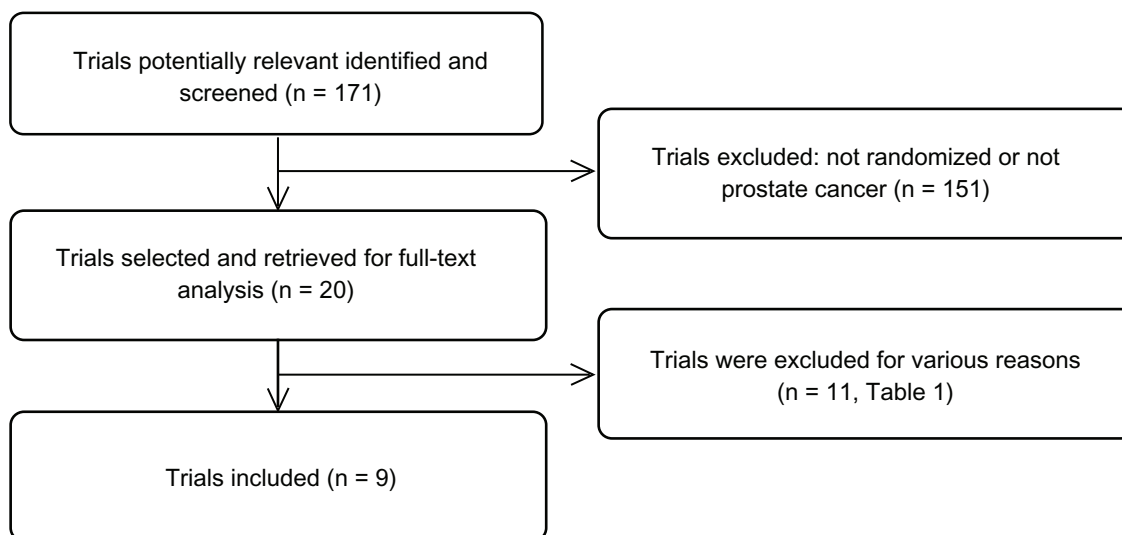 Trials potentially relevant identified and
screened (n = 171)
Trials excluded: not randomized or not
prostate cancer (n = 151)
Trials selected and retrieved for full-text
analysis (n = 20)
Trials were excluded for various reasons
(n = 11, Table 1)
Trials included (n = 9)